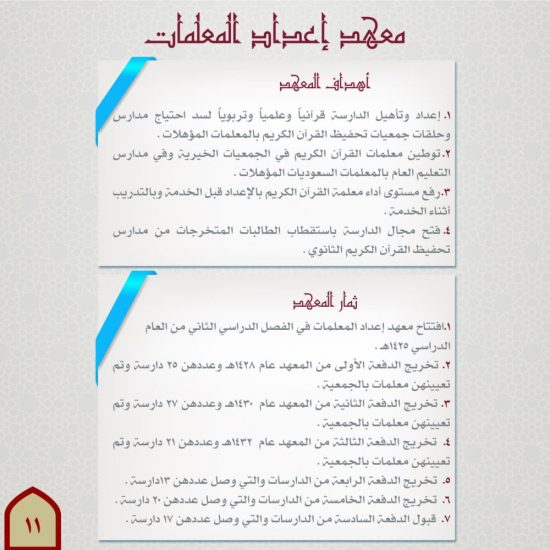 معهد إعداد المعلمات
أهداف المعهد
١. إعداد وتأهيل الدارسة قرآنياً وعلمياً وتربوياً لسد احتياج مدارس
وحلقات جمعيات تحفيظ القرآن الكريم بالمعلمات المؤهلات .
٢. توطين معلمات القرآن الكريم في الجمعيات الخيرية وفي مدارس
التعليم العام بالمعلمات السعوديات المؤهلات .
٣. رفع مستوى أداء معلمة القرآن الكريم بالإعداد قبل الخدمة وبالتدريب
أثناء الخدمة .
٤. فتح مجال الدارسة باستقطاب الطالبات المتخرجات من مدارس
تحفيظ القرآن الكريم الثانوي .
ثمار المعهد
١.افتتاح معهد إعداد المعلمات في الفصل الدراسي الثاني من العام
الدراسي ١٤٢٥هـ .
٢. تخريج الدفعة الأولى من المعهد عام ١٤٢٨هـ وعددهن ٢٥ دارسة وتم
تعيينهن معلمات بالجمعية .
٣. تخريج الدفعة الثانية من المعهد عام ١٤٣٠هـ وعددهن ٢٧ دارسة وتم
تعيينهن معلمات بالجمعية .
٤. تخريج الدفعة الثالثة من المعهد عام ١٤٣٢هـ وعددهن ٢١ دارسة وتم
تعيينهن معلمات بالجمعية .
٥. تخريج الدفعة الرابعة من الدارسات والتي وصل عددهن ١٣دارسة .
٦. تخريج الدفعة الخامسة من الدارسات والتي وصل عددهن ٢٠ دارسة .
٧. قبول الدفعة السادسة من الدارسات والتي وصل عددهن ١٧ دارسة .
١١